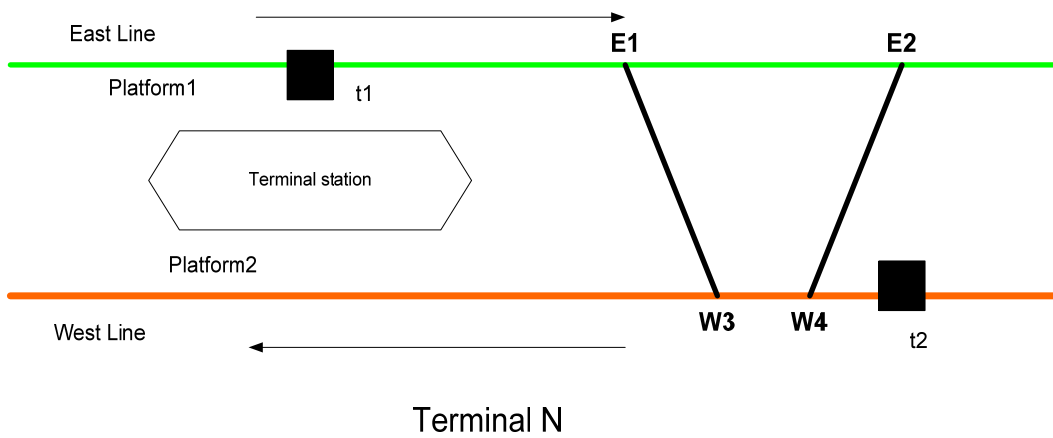 East Line
E1
E2
Platform1
t1
Terminal station
Platform2
W3
W4
West Line
t2
Terminal N